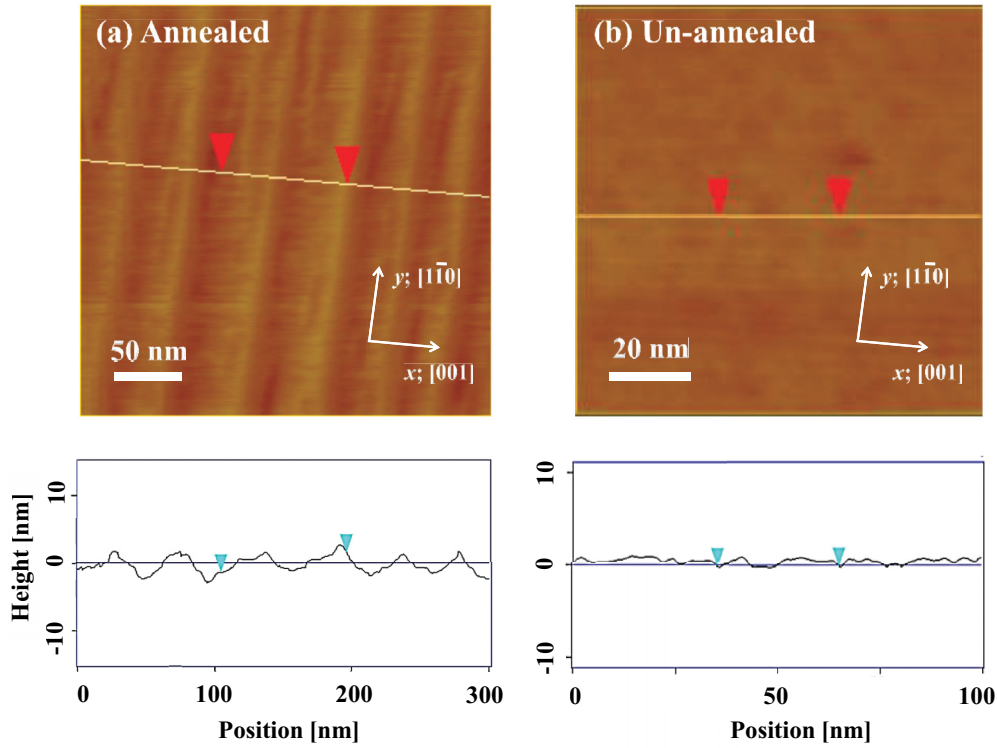 (a) Annealed
y; [11̄0]
50 nm
x; [001]
Height [nm]
10
0
-10
0
100
200
300
Position [nm]
(b) Un-annealed
y; [11̄0]
20 nm
x; [001]
10
0
-10
0
50
100
Position [nm]